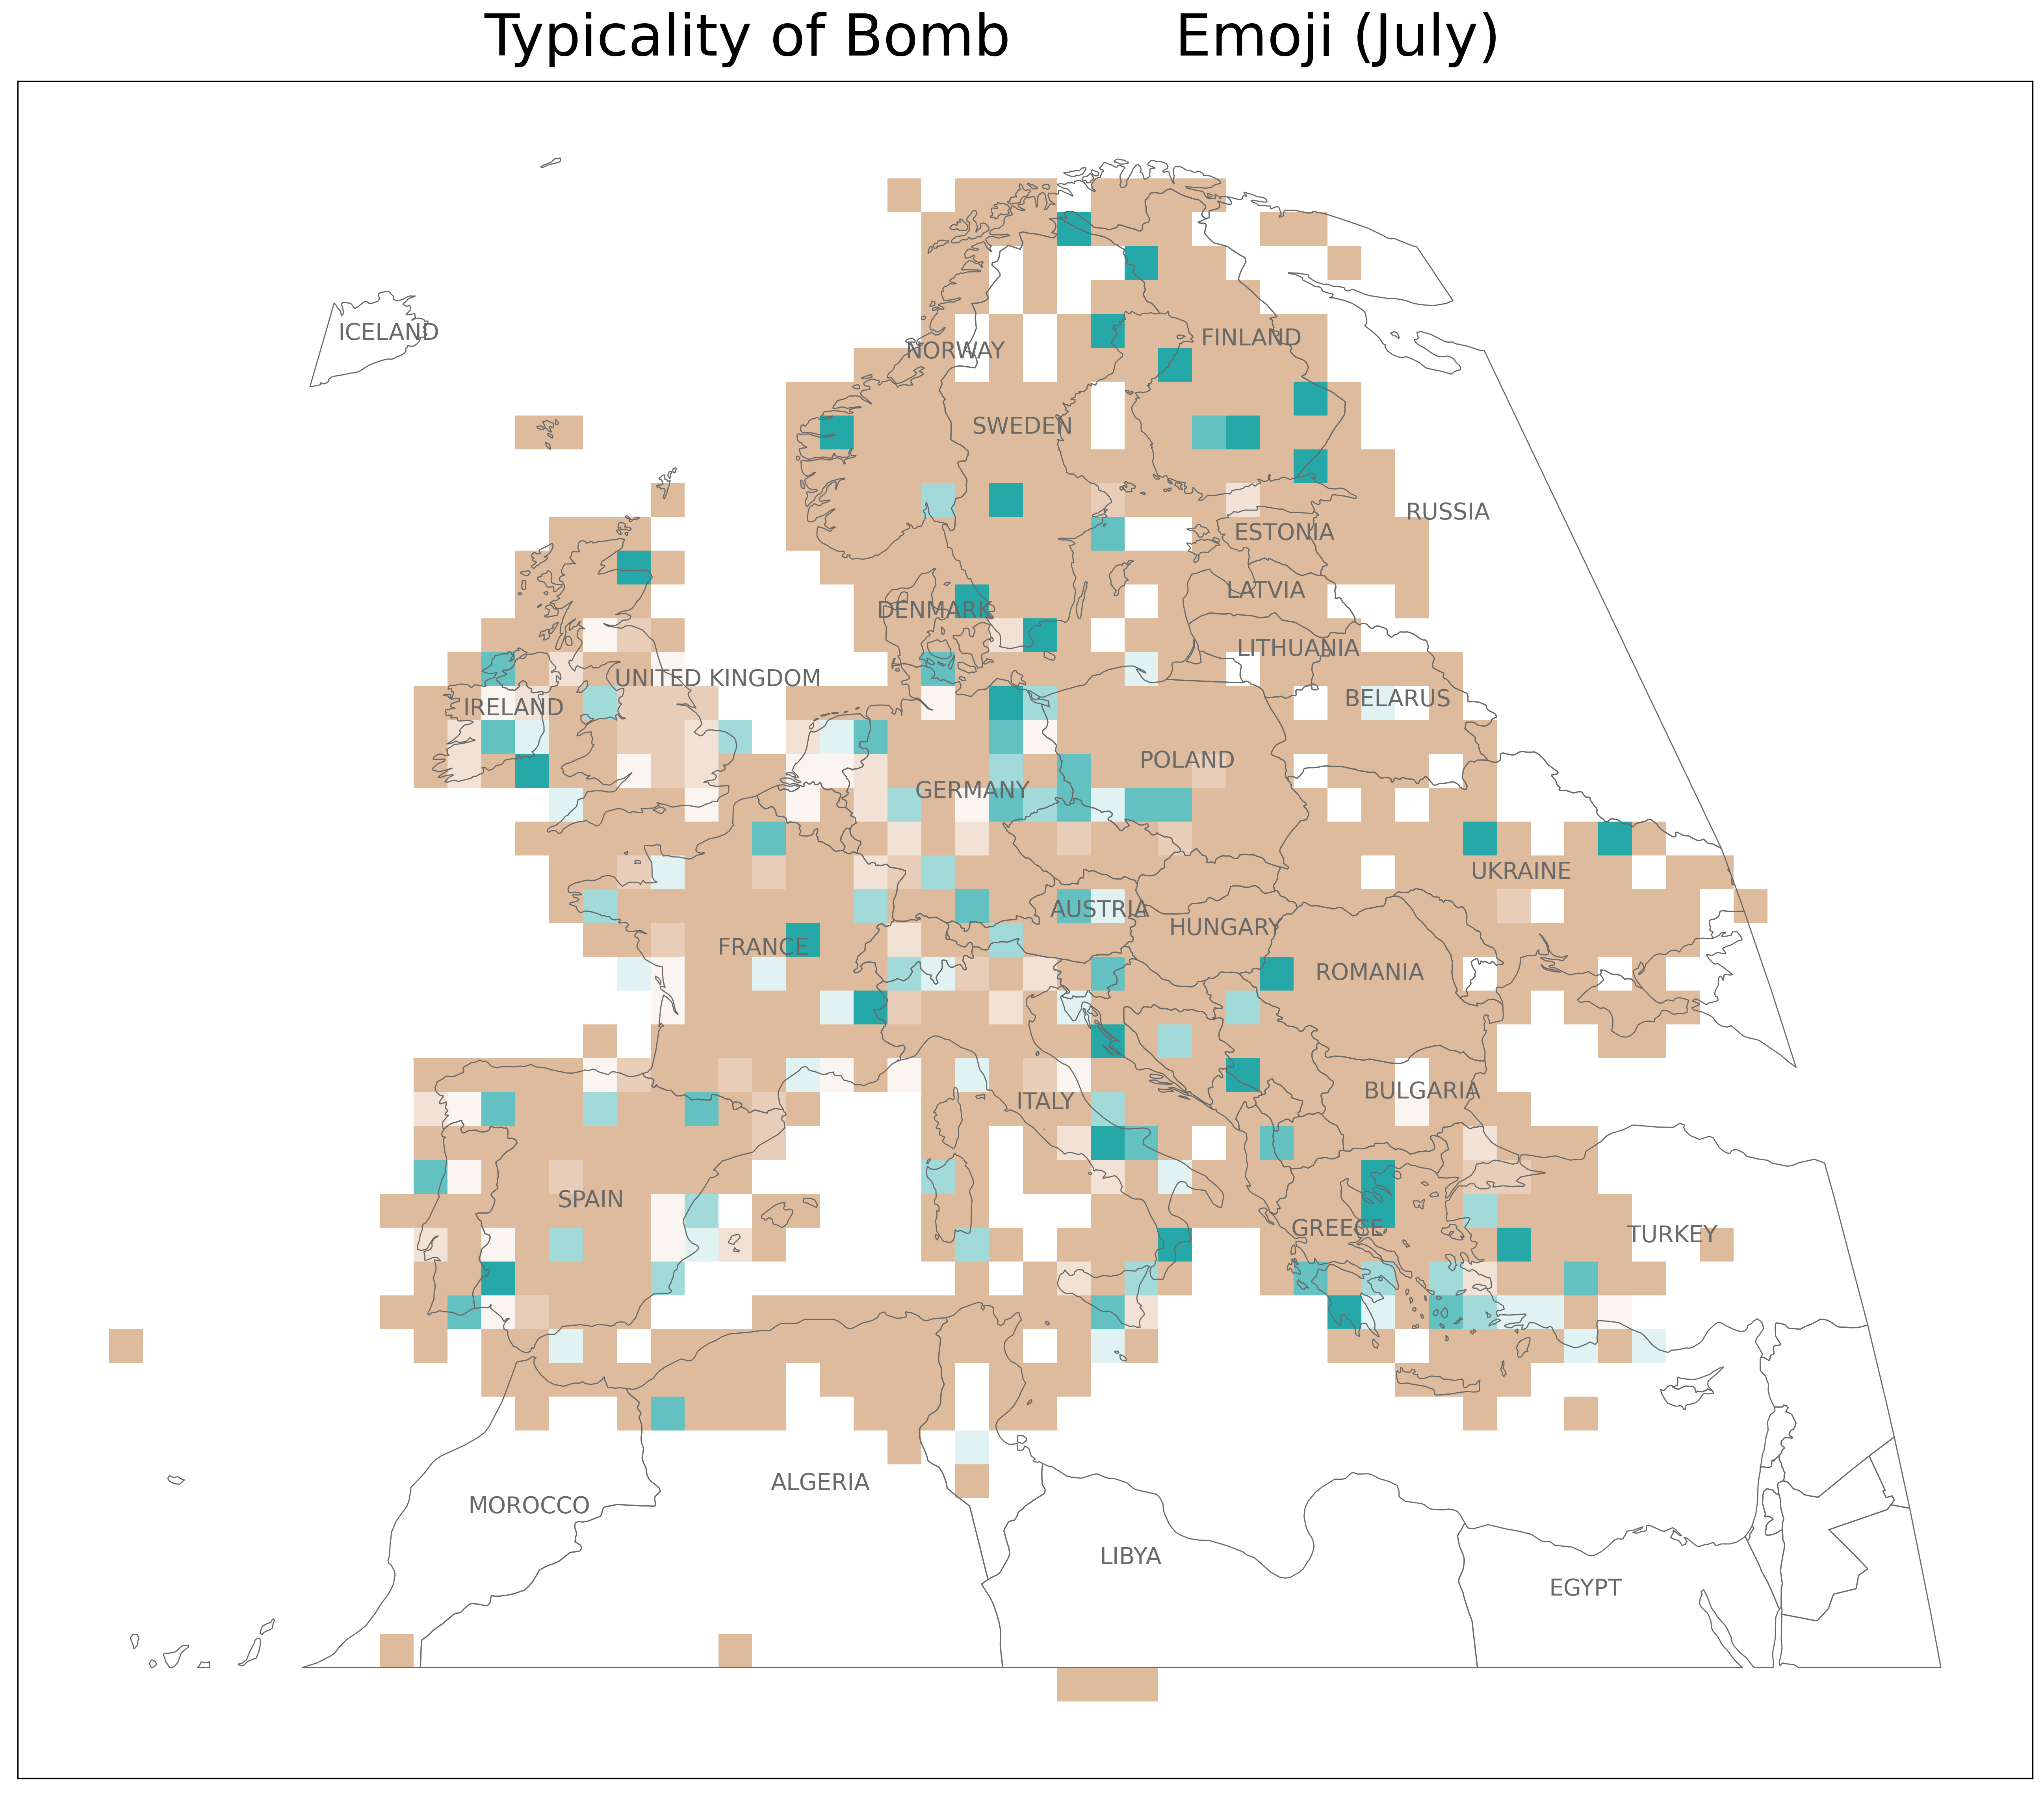 Typicality of Bomb Emoji (July)
ICELAND
FINLAND
NORWAY
SWEDEN
RUSSIA
ESTONIA
LATVIA
DENMARK
LITHUANIA
UNITED KINGDOM
BELARUS
IRELAND
POLAND
GERMANY
UKRAINE
AUSTRIA
HUNGARY
FRANCE
ROMANIA
BULGARIA
ITALY
SPAIN
GREECE
TURKEY
ALGERIA
MOROCCO
LIBYA
EGYPT